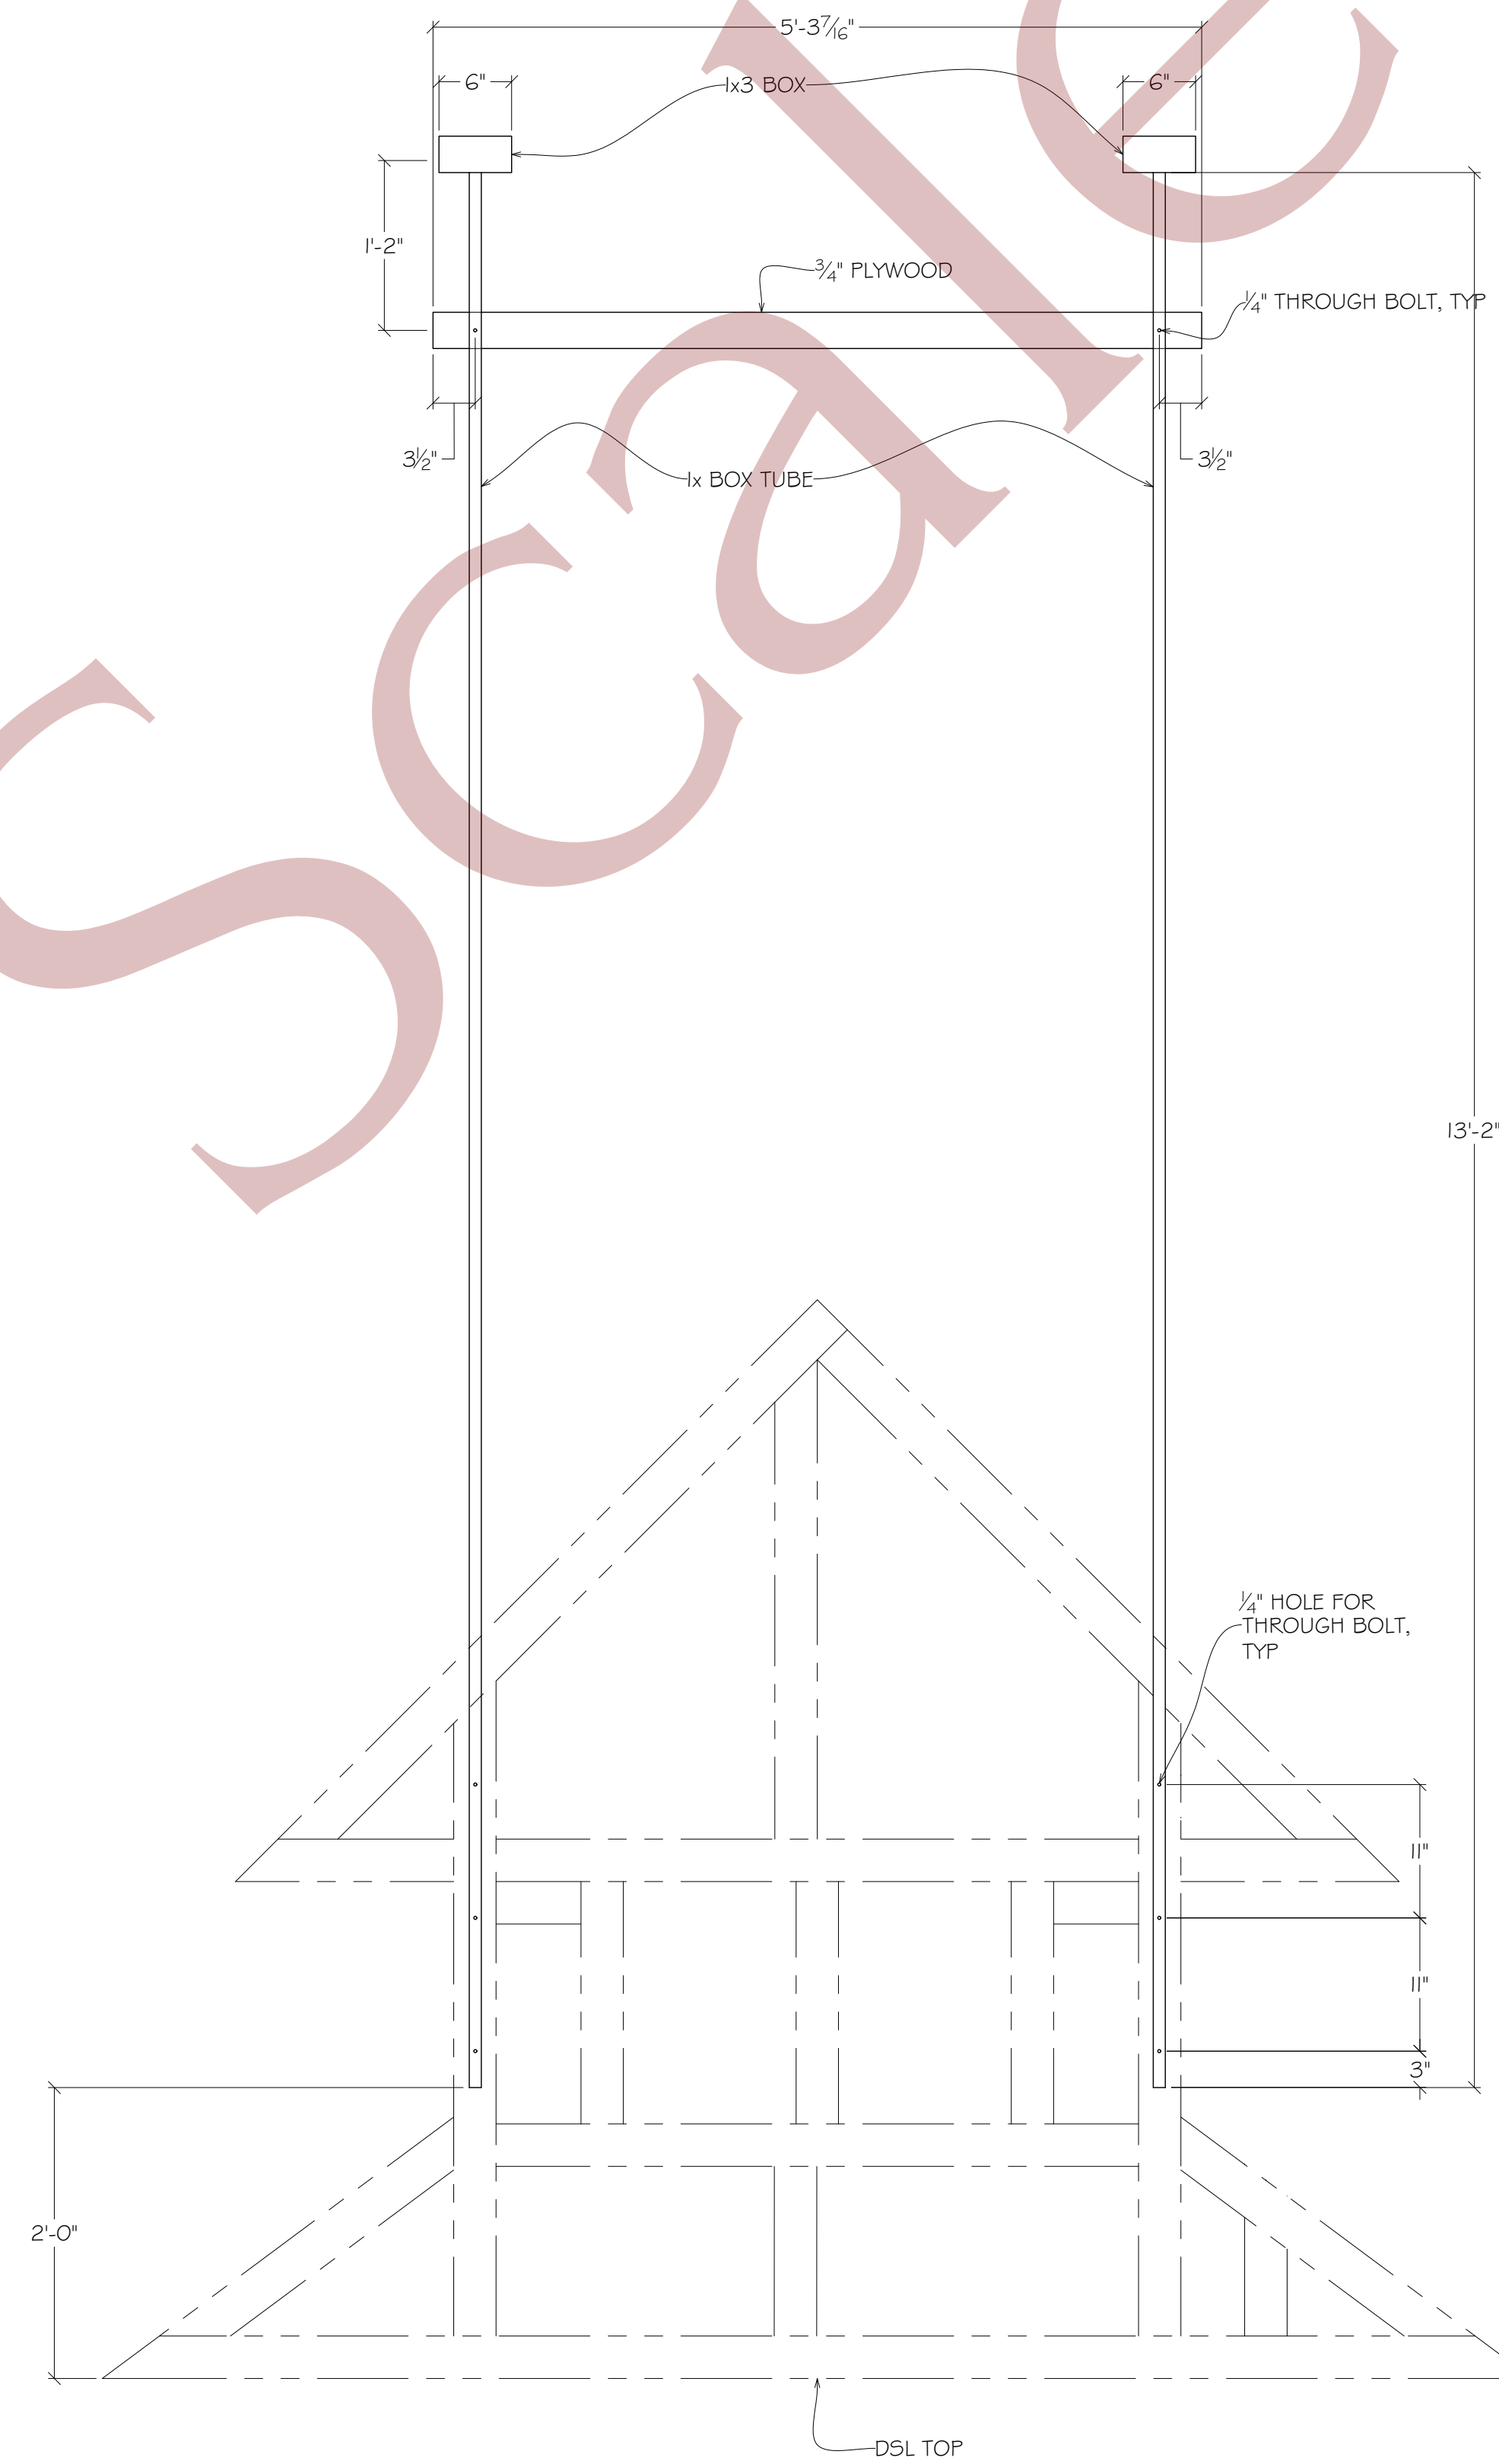 5'-3 7/16"
6"
1x3 BOX
6"
1'-2"
3/4" PLYWOOD
1/4" THROUGH BOLT, TYP
3 1/2"
1x BOX TUBE
3 1/2"
13'-2"
1/4" HOLE FOR
THROUGH BOLT,
TYP
11"
11"
3"
2'-0"
DSL TOP
Scale